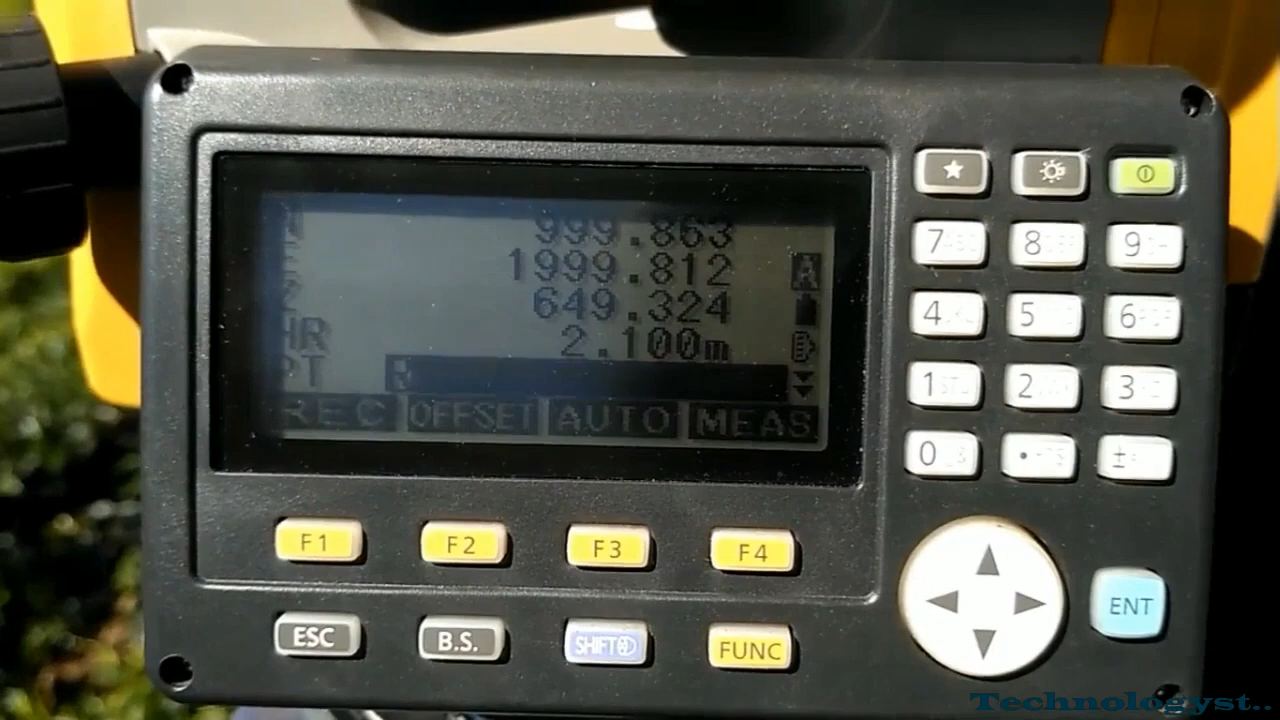 999.863
1999.812
649.324
HR 2.100m
PT
REC OFFSET AUTO MEAS
A
7 8 9
4 5 6
1 2 3
0 . ±
F1 F2 F3 F4
ESC B.S. SHIFT FUNC
ENT
Technologyst..